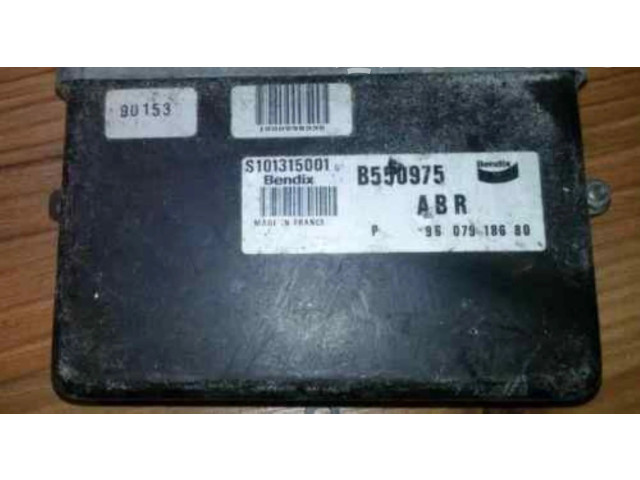 90153
S101315001
Bendix
MADE IN FRANCE
B550975
Bendix
ABR
P 96 079 186 80